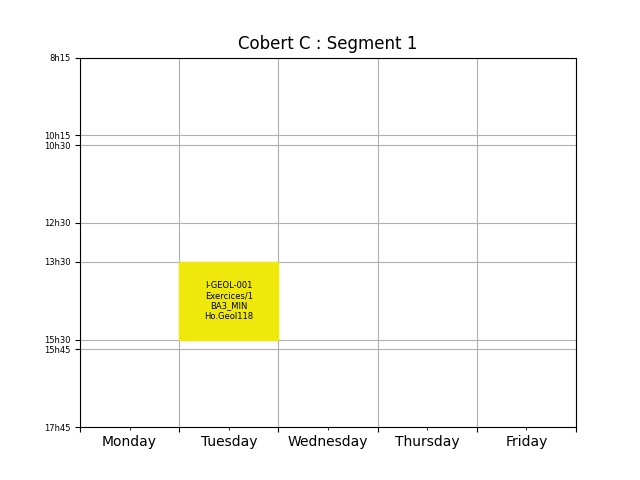 Cobert C : Segment 1
8h15
10h15
10h30
12h30
13h30
I-GEOL-001
Exercices/1
BA3_MIN
Ho.Geol118
15h30
15h45
17h45
Monday Tuesday Wednesday Thursday Friday